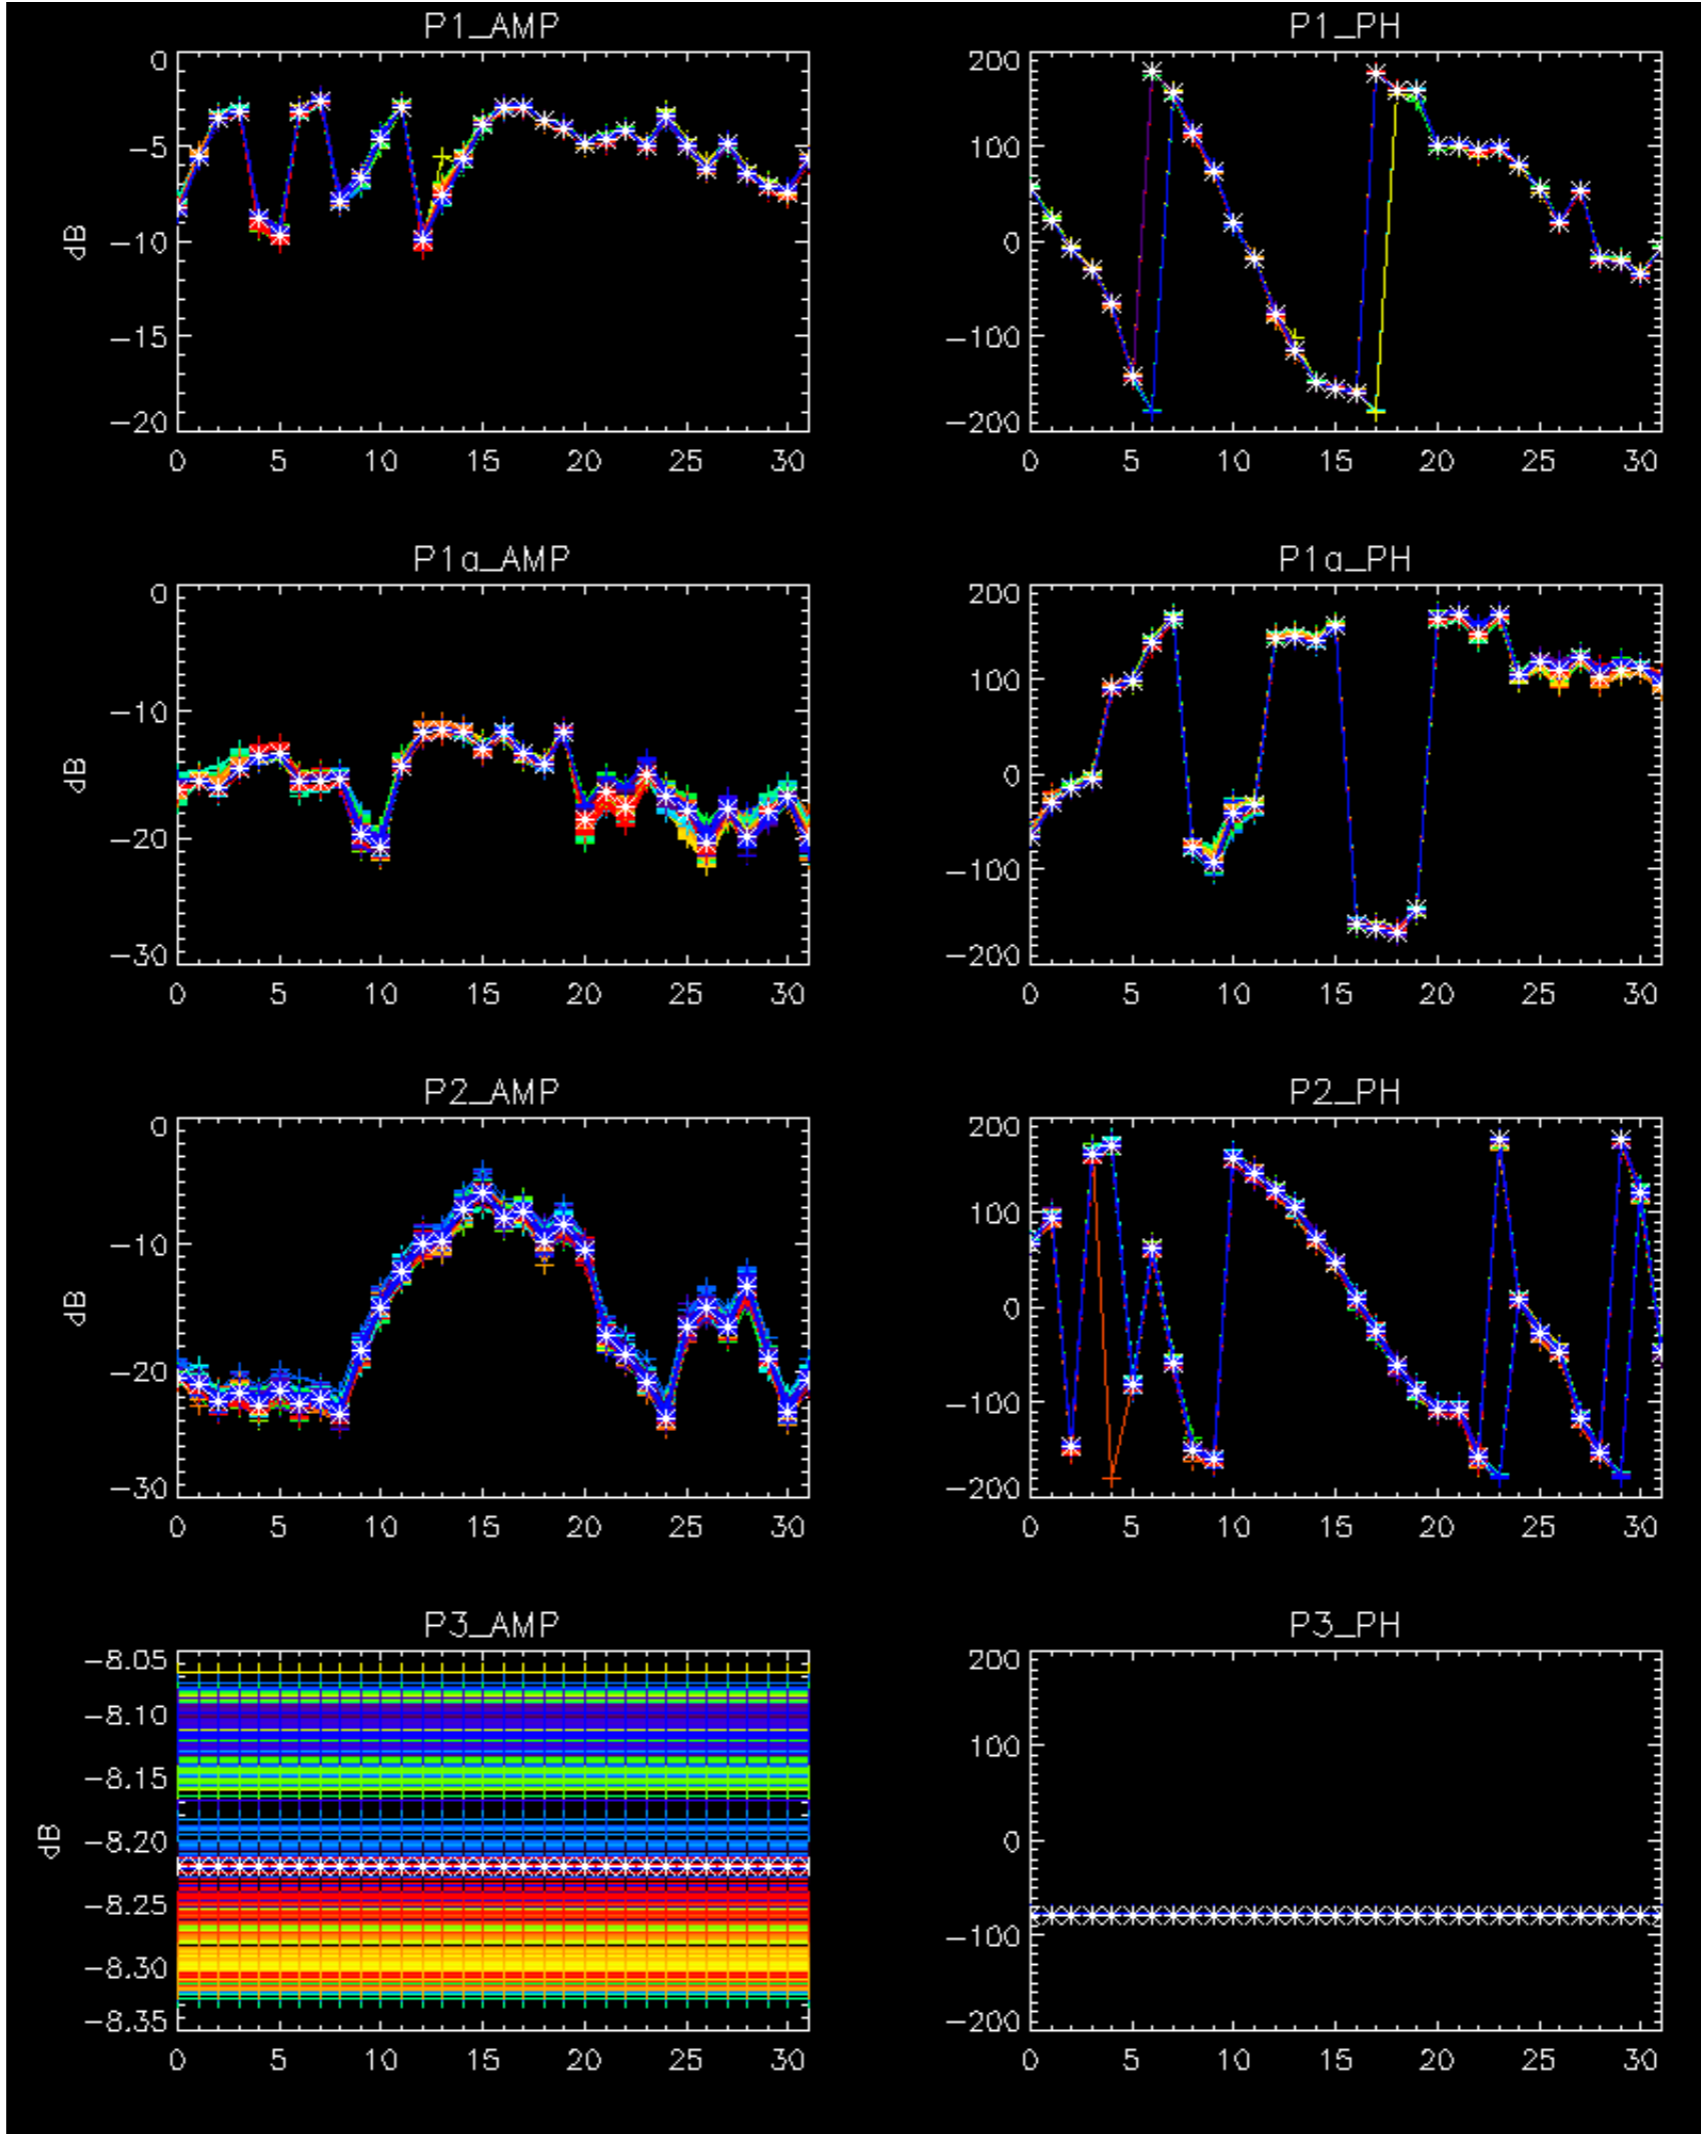 P1_AMP P1_PH
0 200
-5 100
dB
-10 0
-15 -100
-20 -200
0 5 10 15 20 25 30 0 5 10 15 20 25 30
P1a_AMP P1a_PH
0 200
-10 100
dB
0
-20 -100
-30 -200
0 5 10 15 20 25 30 0 5 10 15 20 25 30
P2_AMP P2_PH
0 200
-10 100
dB
0
-20 -100
-30 -200
0 5 10 15 20 25 30 0 5 10 15 20 25 30
P3_AMP P3_PH
-8.05 200
-8.10 100
-8.15
dB
-8.20 0
-8.25
-8.30 -100
-8.35 -200
0 5 10 15 20 25 30 0 5 10 15 20 25 30